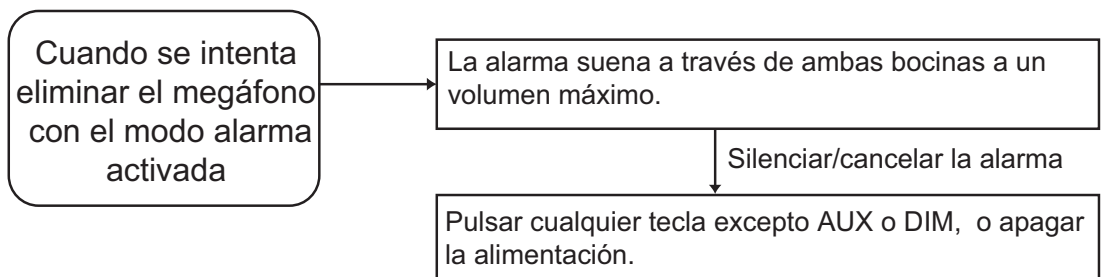 Cuando se intenta
eliminar el megáfono
con el modo alarma
activada
La alarma suena a través de ambas bocinas a un
volumen máximo.
Silenciar/cancelar la alarma
Pulsar cualquier tecla excepto AUX o DIM, o apagar
la alimentación.